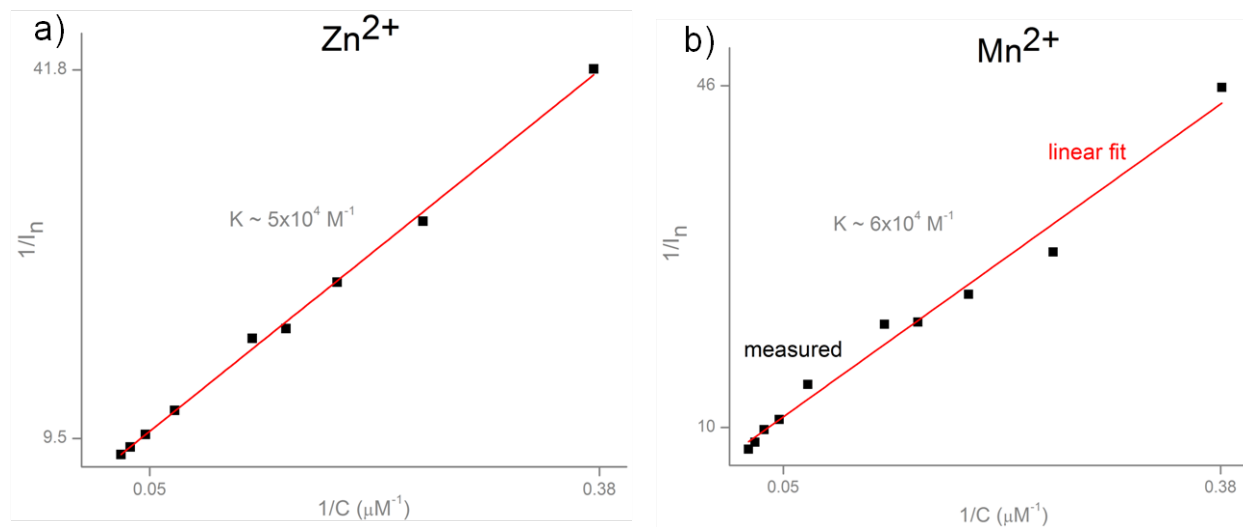 a)
Zn²⁺
41.8
K ~ 5x10⁴ M⁻¹
1/Iₙ
9.5
0.05
0.38
1/C (μM⁻¹)
b)
Mn²⁺
46
linear fit
K ~ 6x10⁴ M⁻¹
1/Iₙ
measured
10
0.05
0.38
1/C (μM⁻¹)